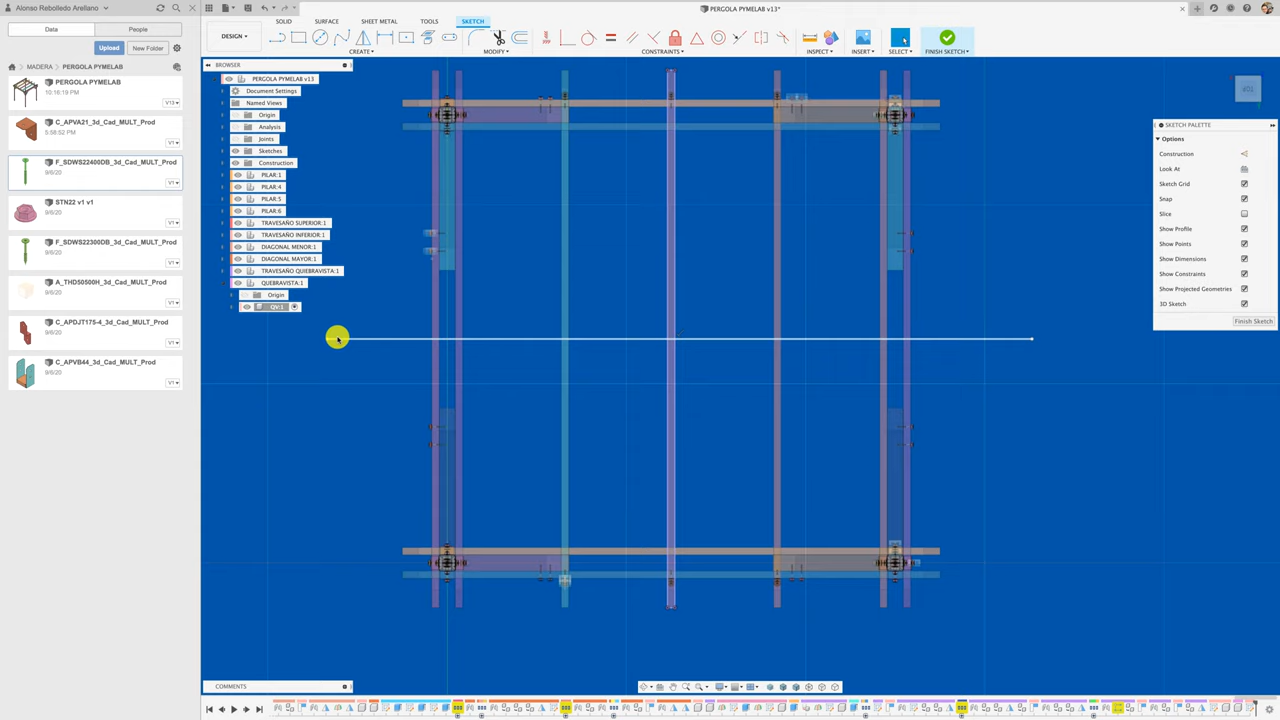 Alonso Rebolledo Arellano
PERGOLA PYMELAB v13*
Data
People
Upload
New Folder
MADERA
PERGOLA PYMELAB
PERGOLA PYMELAB
10:16:19 PM
V13
C_APVA21_3d_Cad_MULT_Prod
5:58:52 PM
V1
F_SDWS22400DB_3d_Cad_MULT_Prod
9/6/20
V1
STN22 v1 v1
9/6/20
V1
F_SDWS22300DB_3d_Cad_MULT_Prod
9/6/20
V1
A_THD50500H_3d_Cad_MULT_Prod
9/6/20
V1
C_APDJT175-4_3d_Cad_MULT_Prod
9/6/20
V1
C_APVB44_3d_Cad_MULT_Prod
9/6/20
V1
DESIGN
SOLID
SURFACE
SHEET METAL
TOOLS
SKETCH
CREATE
MODIFY
CONSTRAINTS
INSPECT
INSERT
SELECT
FINISH SKETCH
BROWSER
PERGOLA PYMELAB v13
Document Settings
Named Views
Origin
Analysis
Joints
Sketches
Construction
PILAR:1
PILAR:4
PILAR:5
PILAR:6
TRAVESAÑO SUPERIOR:1
TRAVESAÑO INFERIOR:1
DIAGONAL MENOR:1
DIAGONAL MAYOR:1
TRAVESAÑO QUIEBRAVISTA:1
QUEBRAVISTA:1
Origin
SKETCH PALETTE
Options
Construction
Look At
Sketch Grid
Snap
Slice
Show Profile
Show Points
Show Dimensions
Show Constraints
Show Projected Geometries
3D Sketch
Finish Sketch
COMMENTS